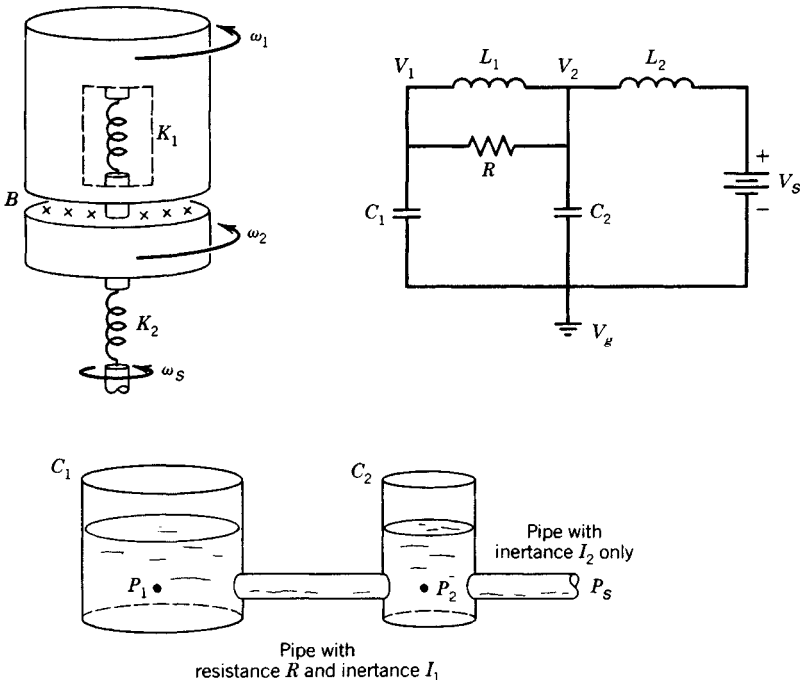 ω₁
K₁
B
ω₂
K₂
ωₛ
V₁
L₁
V₂
L₂
R
C₁
C₂
+
Vₛ
−
V_g
C₁
C₂
Pipe with
inertance I₂ only
P₁
P₂
Pₛ
Pipe with
resistance R and inertance I₁